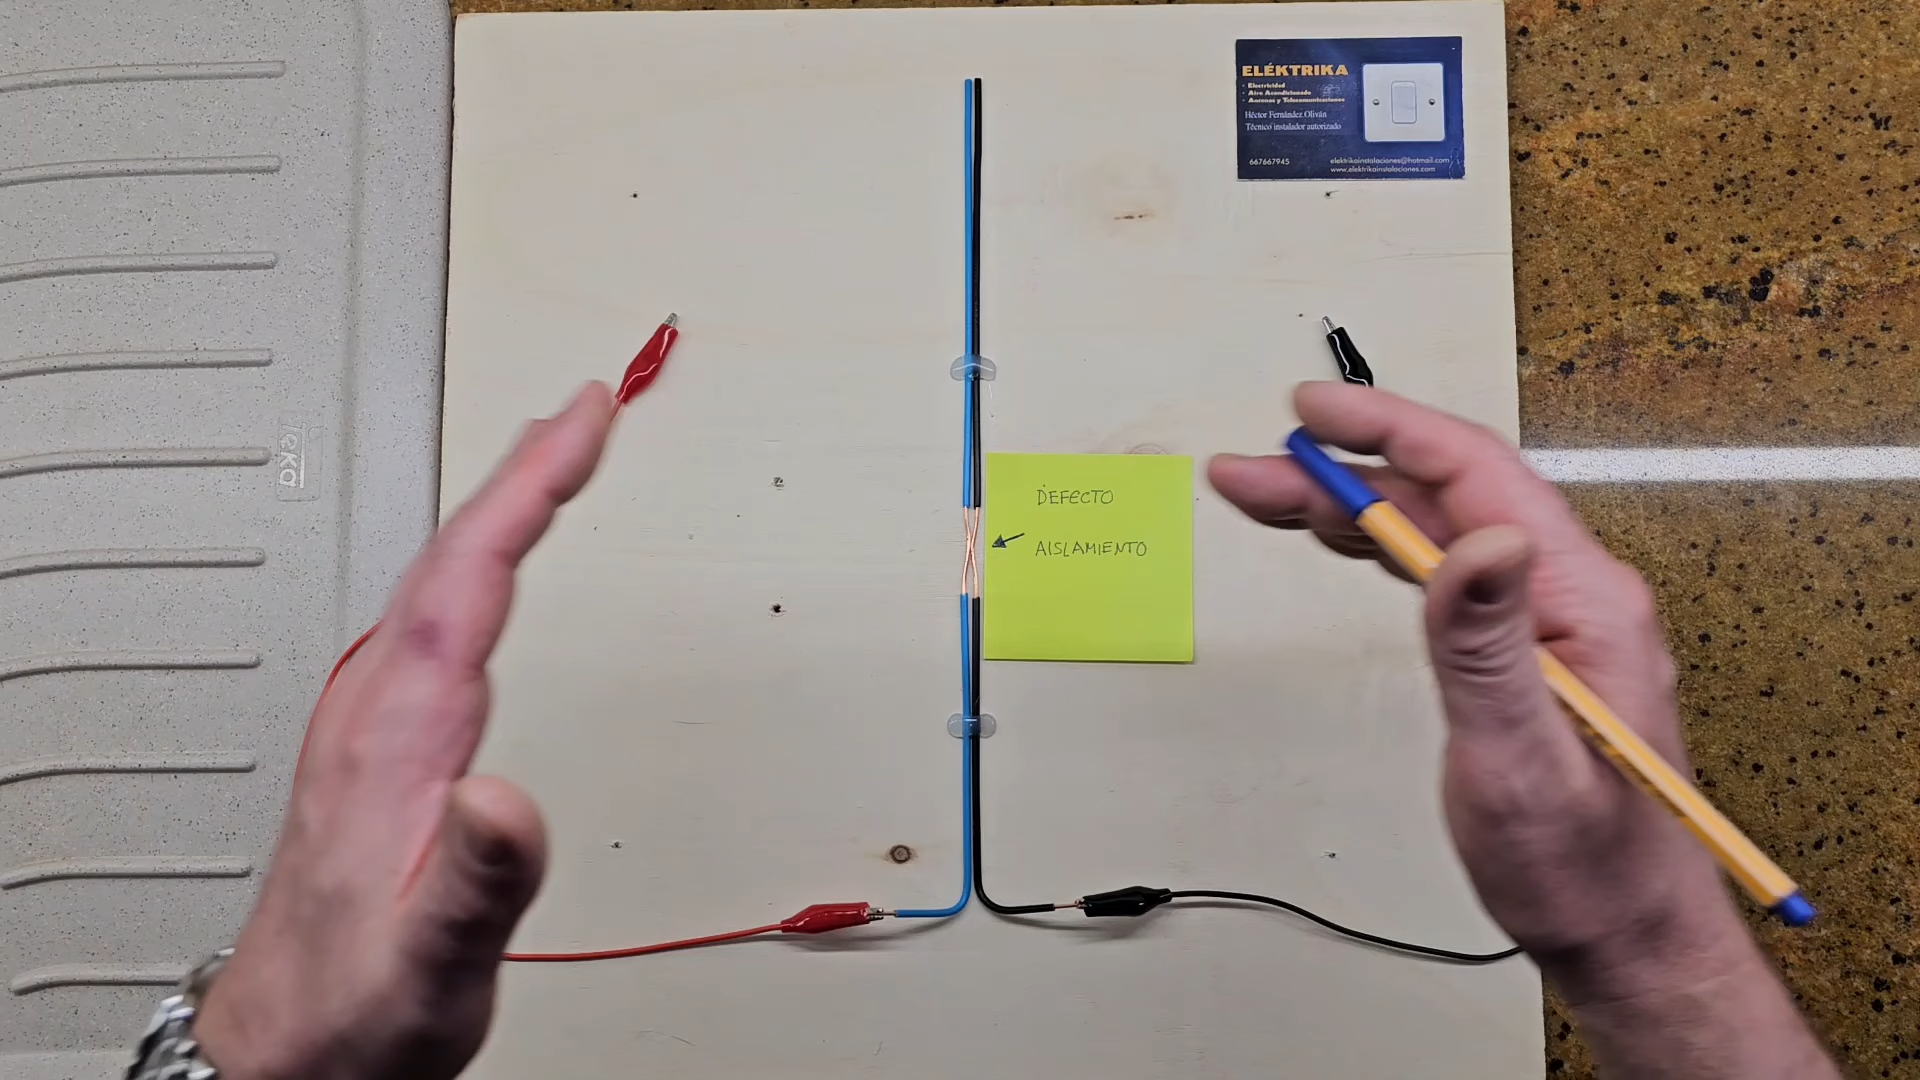 ELÉKTRIKA
· Electricidad
· Aire Acondicionado
· Antenas y Telecomunicaciones
Héctor Fernández Oliván
Técnico instalador autorizado
667667945
elektrikainstalaciones@hotmail.com
www.elektrikainstalaciones.com
Teka
DEFECTO
AISLAMIENTO